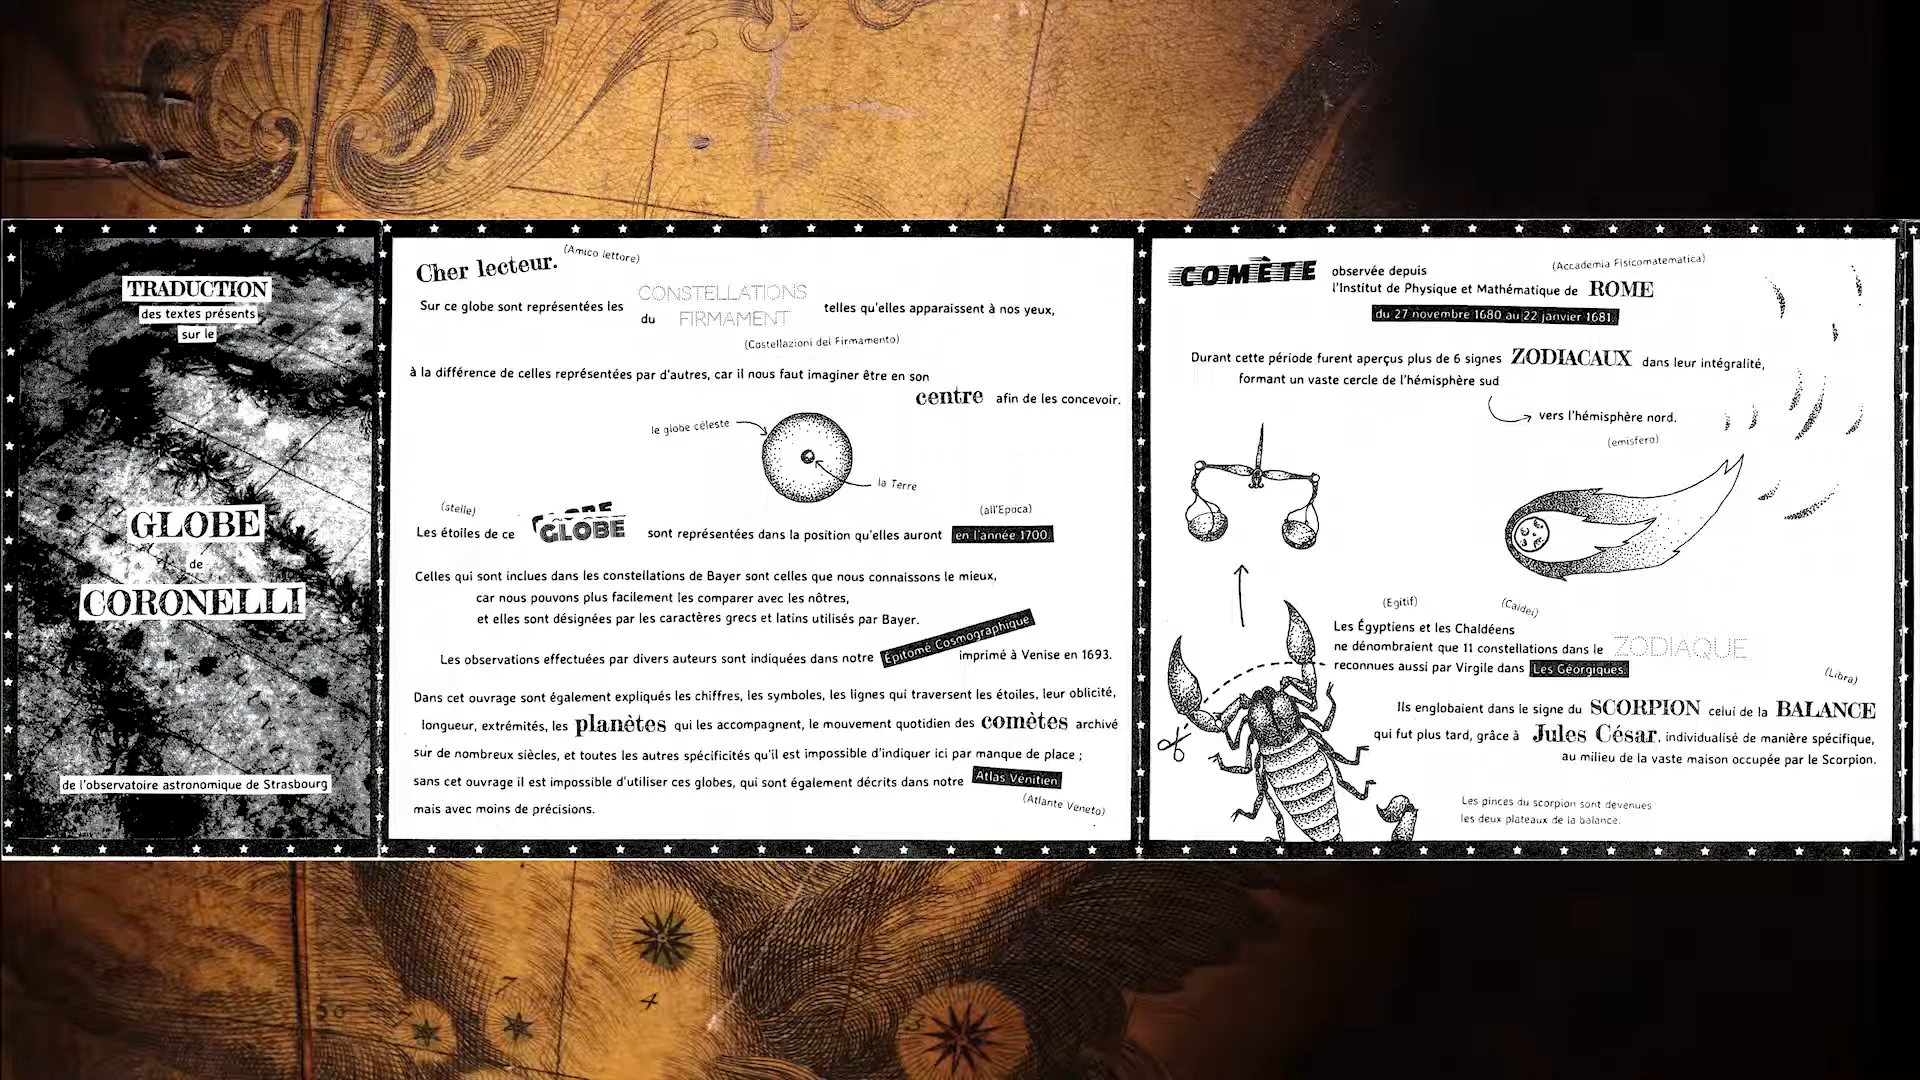 TRADUCTION
des textes présents
sur le
GLOBE
de
CORONELLI
de l'observatoire astronomique de Strasbourg
Cher lecteur. (Amico lettore)
Sur ce globe sont représentées les CONSTELLATIONS
du FIRMAMENT telles qu'elles apparaissent à nos yeux,
(Costellazioni del Firmamento)
à la différence de celles représentées par d'autres, car il nous faut imaginer être en son
centre afin de les concevoir.
le globe céleste
la Terre
(stelle) (all'Epoca)
Les étoiles de ce GLOBE sont représentées dans la position qu'elles auront en l'année 1700.
Celles qui sont inclues dans les constellations de Bayer sont celles que nous connaissons le mieux,
car nous pouvons plus facilement les comparer avec les nôtres,
et elles sont désignées par les caractères grecs et latins utilisés par Bayer.
Les observations effectuées par divers auteurs sont indiquées dans notre Épitomé Cosmographique imprimé à Venise en 1693.
Dans cet ouvrage sont également expliqués les chiffres, les symboles, les lignes qui traversent les étoiles, leur oblicité,
longueur, extrémités, les planètes qui les accompagnent, le mouvement quotidien des comètes archivé
sur de nombreux siècles, et toutes les autres spécificités qu'il est impossible d'indiquer ici par manque de place ;
sans cet ouvrage il est impossible d'utiliser ces globes, qui sont également décrits dans notre Atlas Vénitien
(Atlante Veneto)
mais avec moins de précisions.
COMÈTE observée depuis (Accademia Fisicomatematica)
l'Institut de Physique et Mathématique de ROME
du 27 novembre 1680 au 22 janvier 1681.
Durant cette période furent aperçus plus de 6 signes ZODIACAUX dans leur intégralité,
formant un vaste cercle de l'hémisphère sud
vers l'hémisphère nord.
(emisfero)
(Egitif) (Caldei)
Les Égyptiens et les Chaldéens
ne dénombraient que 11 constellations dans le ZODIAQUE
reconnues aussi par Virgile dans Les Géorgiques.
(Libra)
Ils englobaient dans le signe du SCORPION celui de la BALANCE
qui fut plus tard, grâce à Jules César, individualisé de manière spécifique,
au milieu de la vaste maison occupée par le Scorpion.
Les pinces du scorpion sont devenues
les deux plateaux de la balance.
7
4